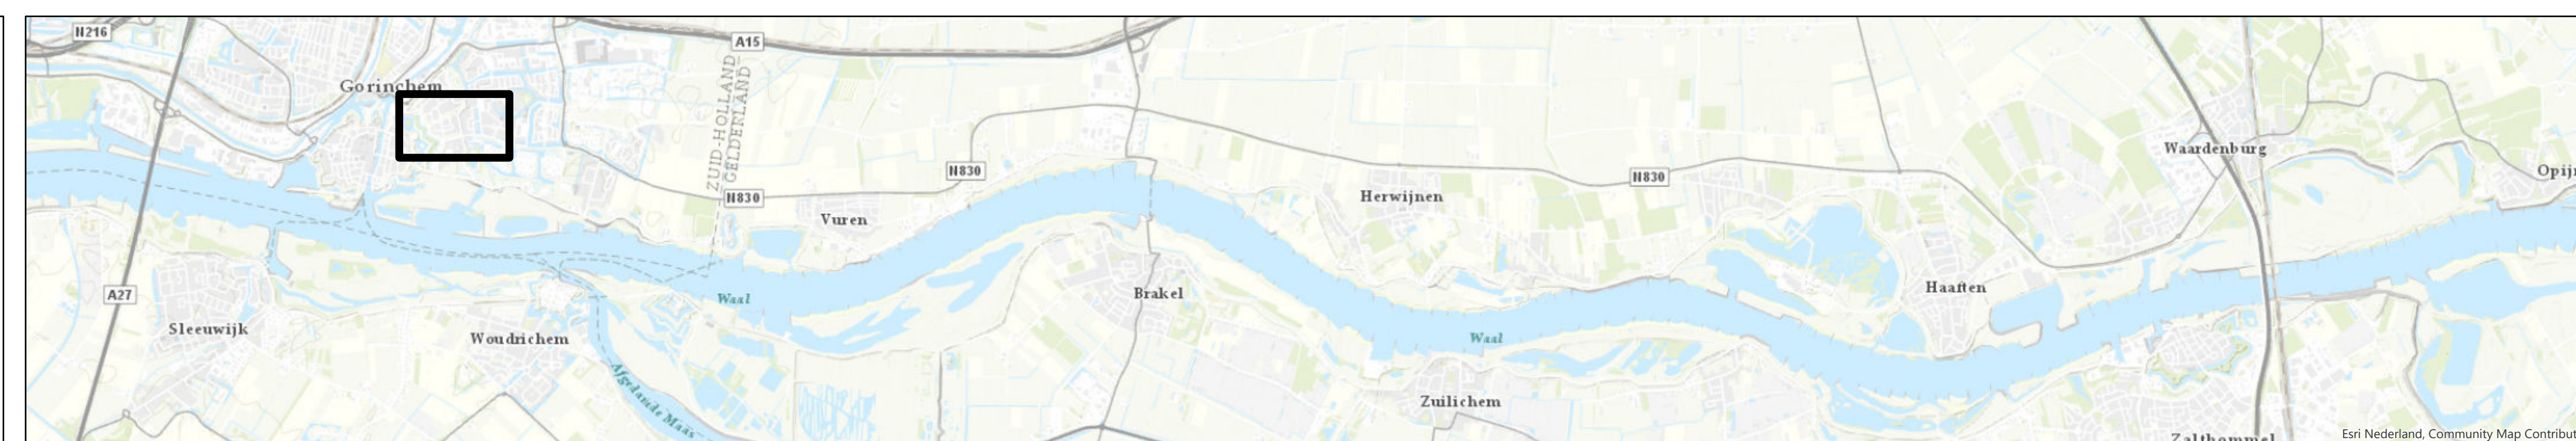 N216
A15
Gorinchem
ZUID-HOLLAND
GELDERLAND
Waardenburg
N830
N830
N830
Herwijnen
Vuren
Haaften
Brakel
A27
Waal
Sleeuwijk
Woudrichem
Waal
Afgedamde Maas
Zuilichem
Zaltbommel
Esri Nederland, Community Map Contribut